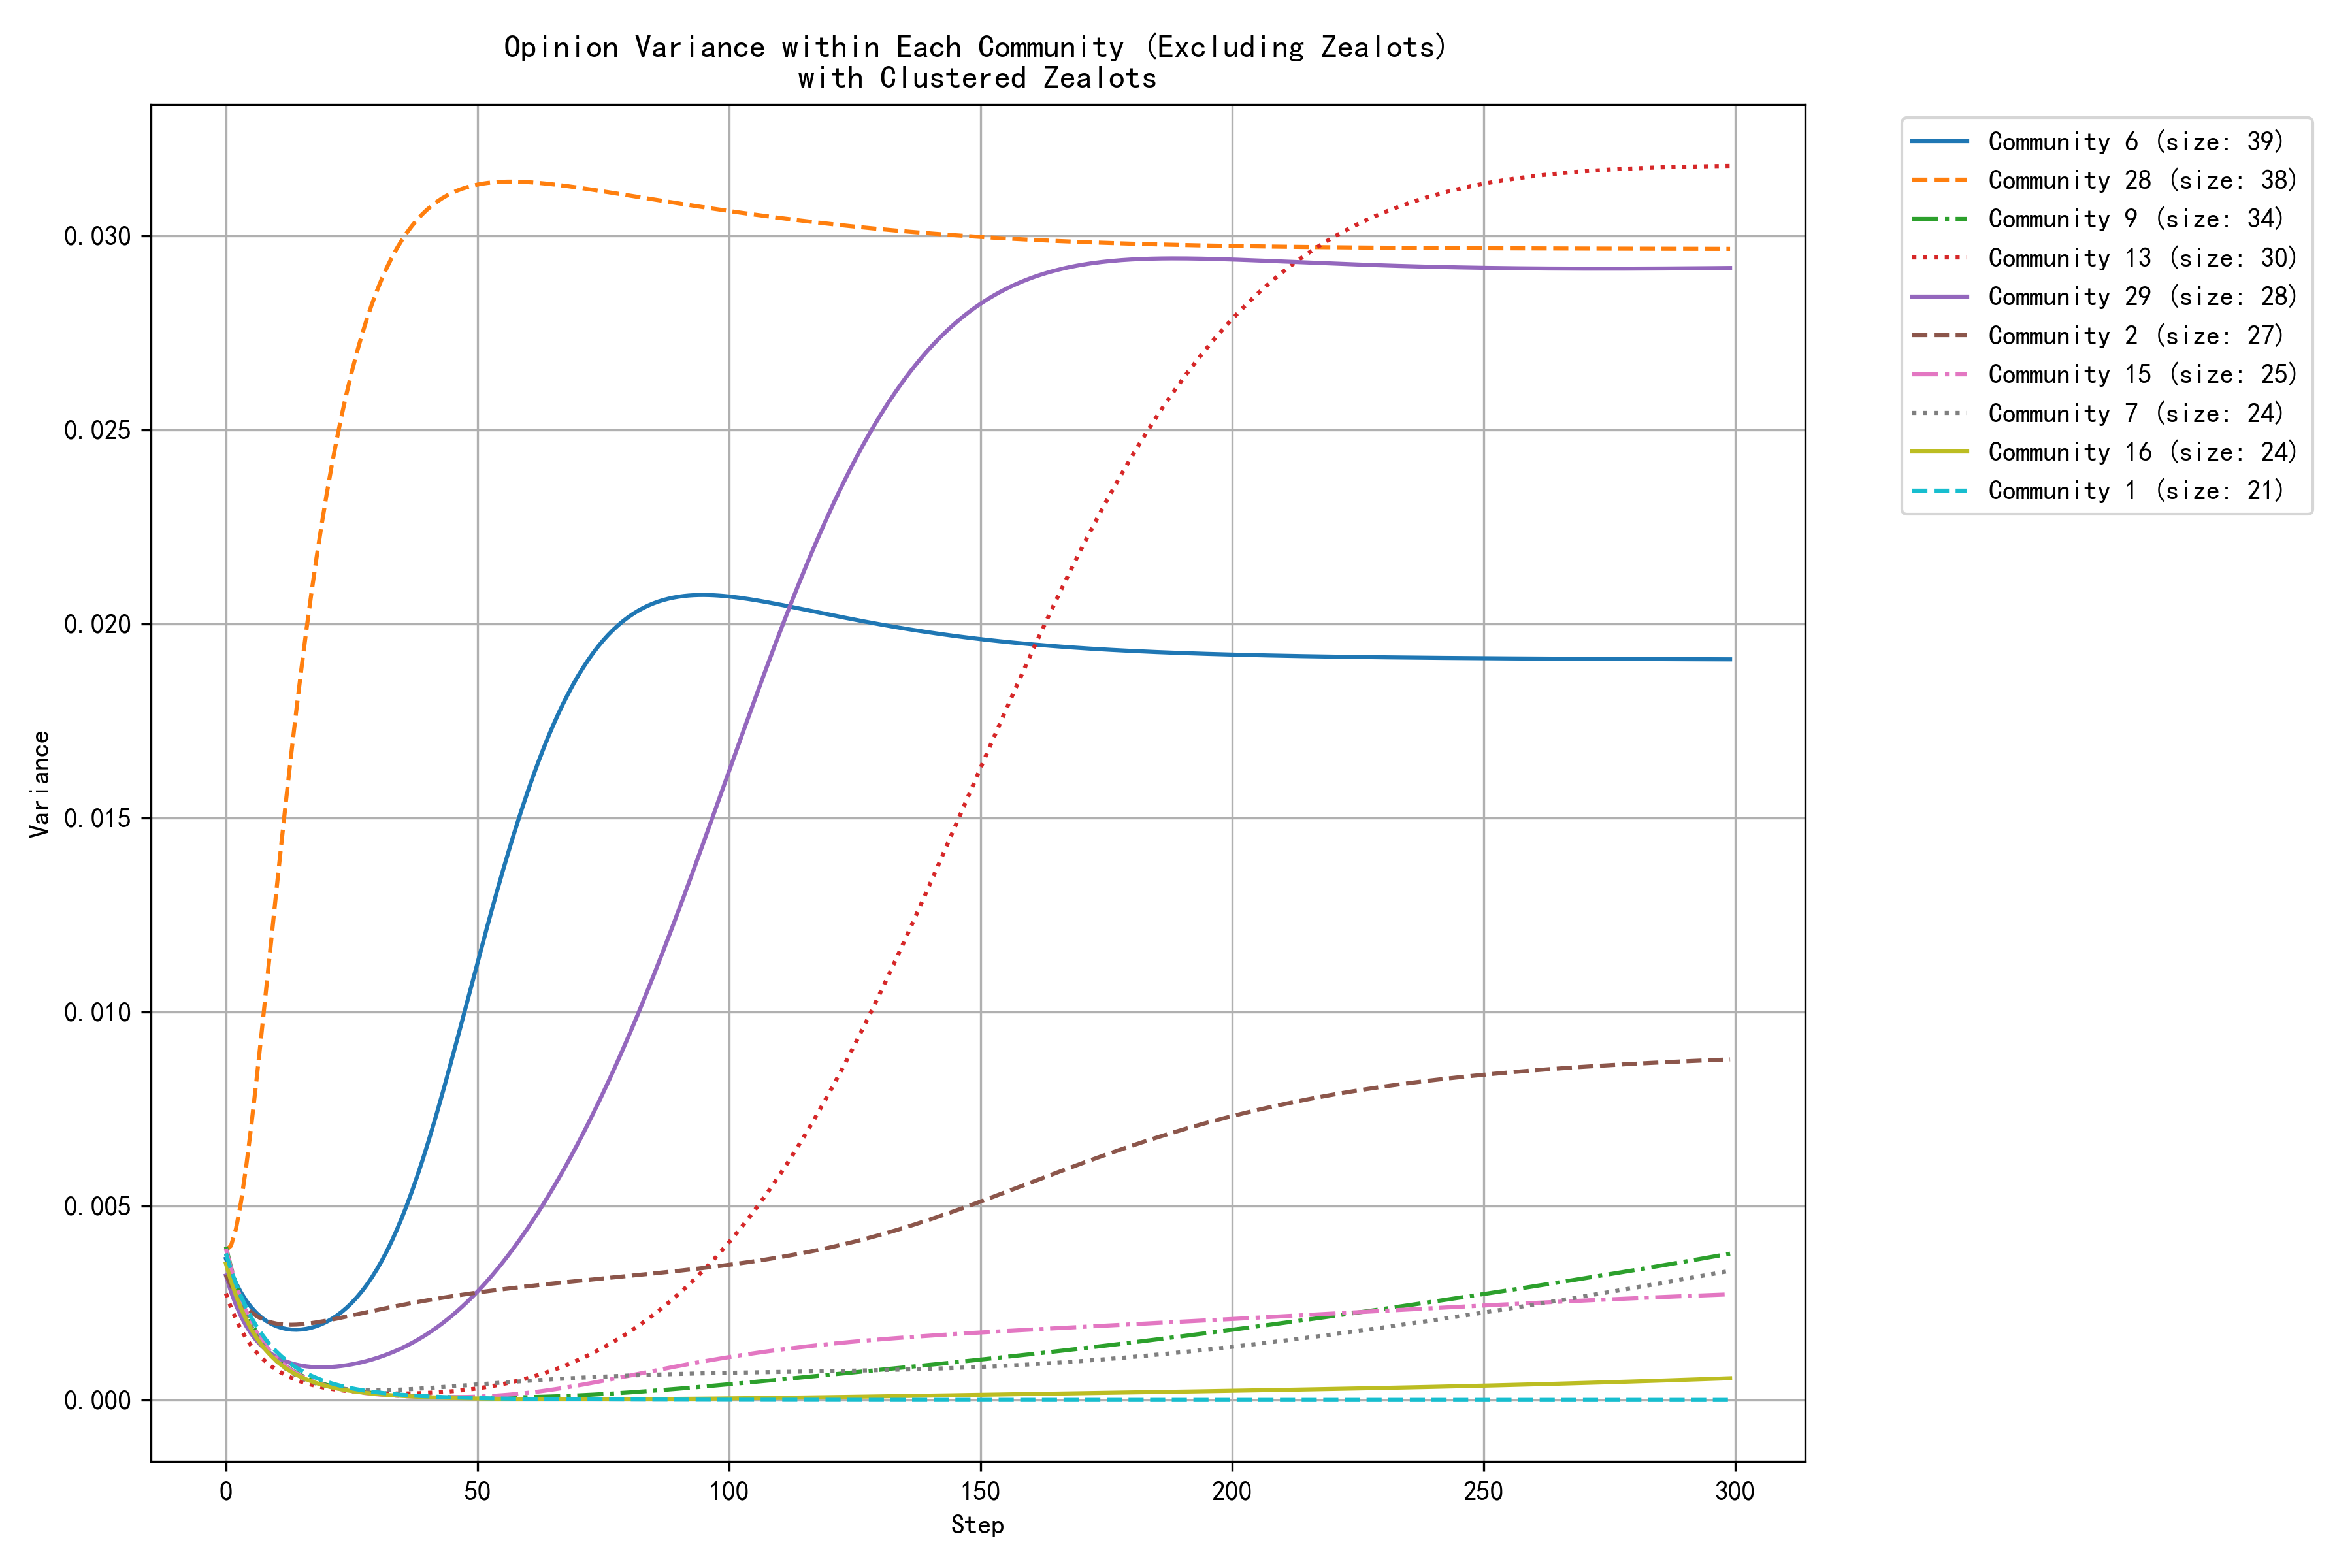 Opinion Variance within Each Community (Excluding Zealots)
with Clustered Zealots
Variance
0.030
0.025
0.020
0.015
0.010
0.005
0.000
0 50 100 150 200 250 300
Step
Community 6 (size: 39)
Community 28 (size: 38)
Community 9 (size: 34)
Community 13 (size: 30)
Community 29 (size: 28)
Community 2 (size: 27)
Community 15 (size: 25)
Community 7 (size: 24)
Community 16 (size: 24)
Community 1 (size: 21)